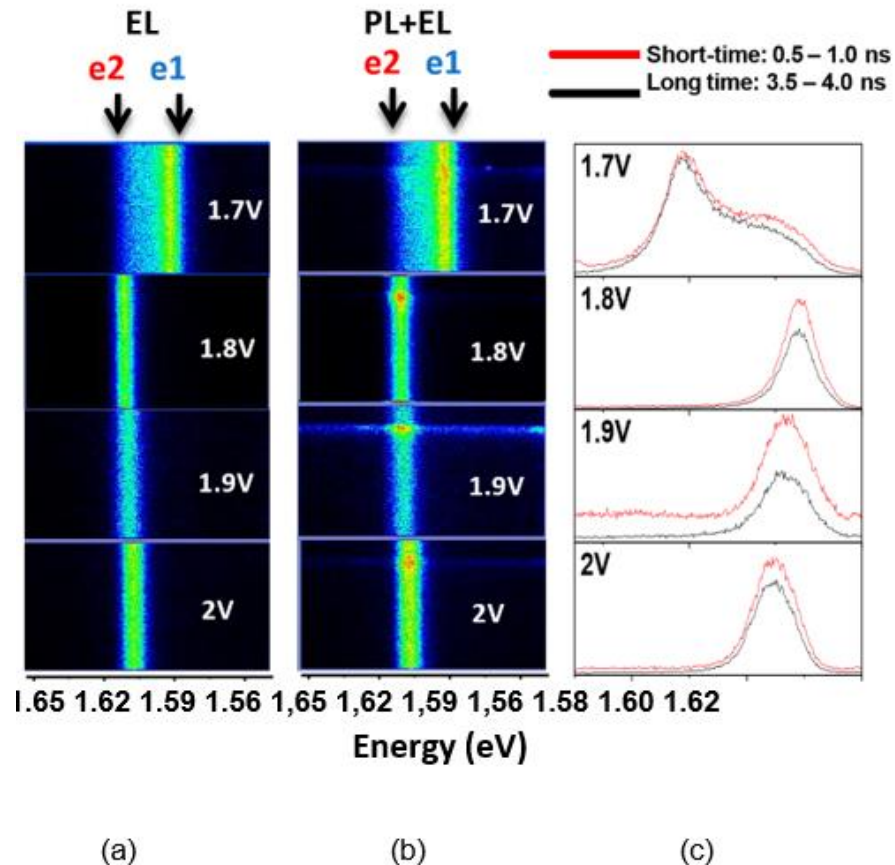 EL
PL+EL
e2 e1
e2 e1
Short-time: 0.5 – 1.0 ns
Long time: 3.5 – 4.0 ns
1.7V
1.7V
1.7V
1.8V
1.8V
1.8V
1.9V
1.9V
1.9V
2V
2V
2V
1.65 1.62 1.59 1.56 1,65 1,62 1,59 1,56 1.58 1.60 1.62
Energy (eV)
(a) (b) (c)